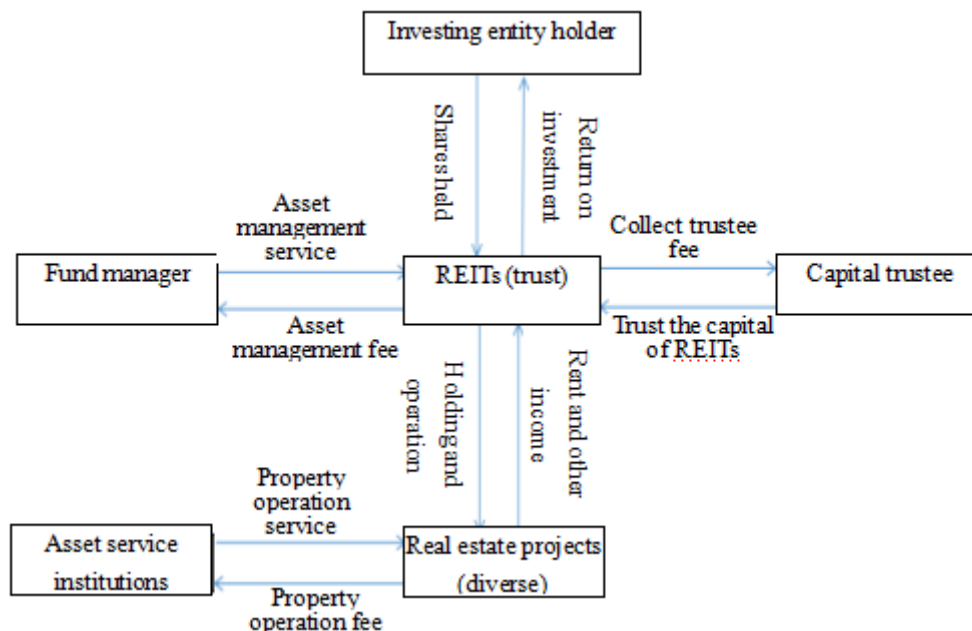 Investing entity holder
Shares held
Return on
investment
Asset
management
service
Collect trustee
fee
Fund manager
REITs (trust)
Capital trustee
Asset
management fee
Trust the capital
of REITs
Holding and
operation
Rent and other
income
Property
operation
service
Asset service
institutions
Real estate projects
(diverse)
Property
operation fee